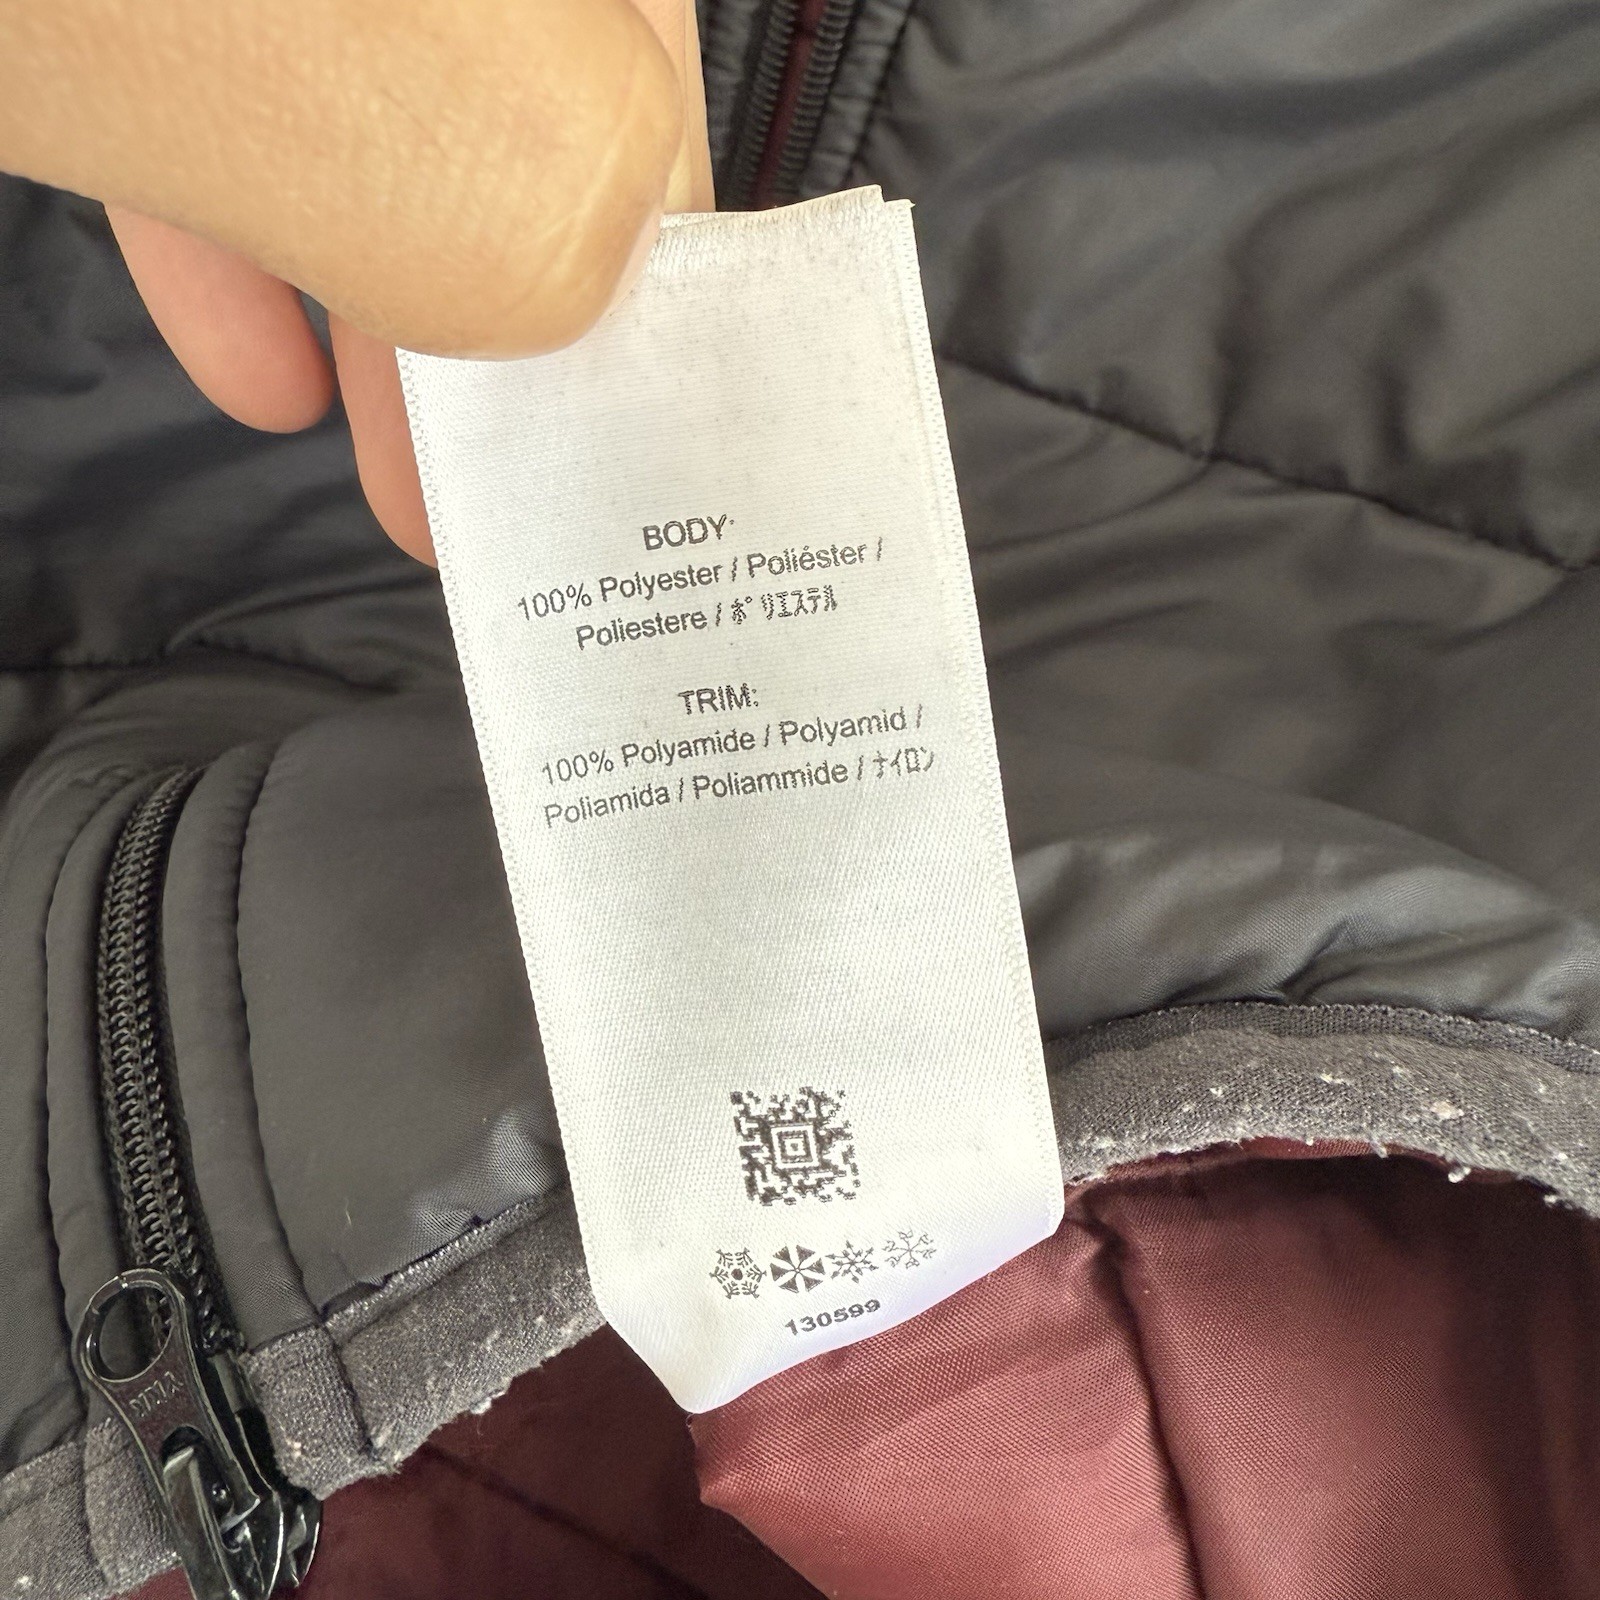 BODY:
100% Polyester / Poliéster /
Poliestere / ポリエステル
TRIM:
100% Polyamide / Polyamid /
Poliamida / Poliammide / ナイロン
130599
YKK